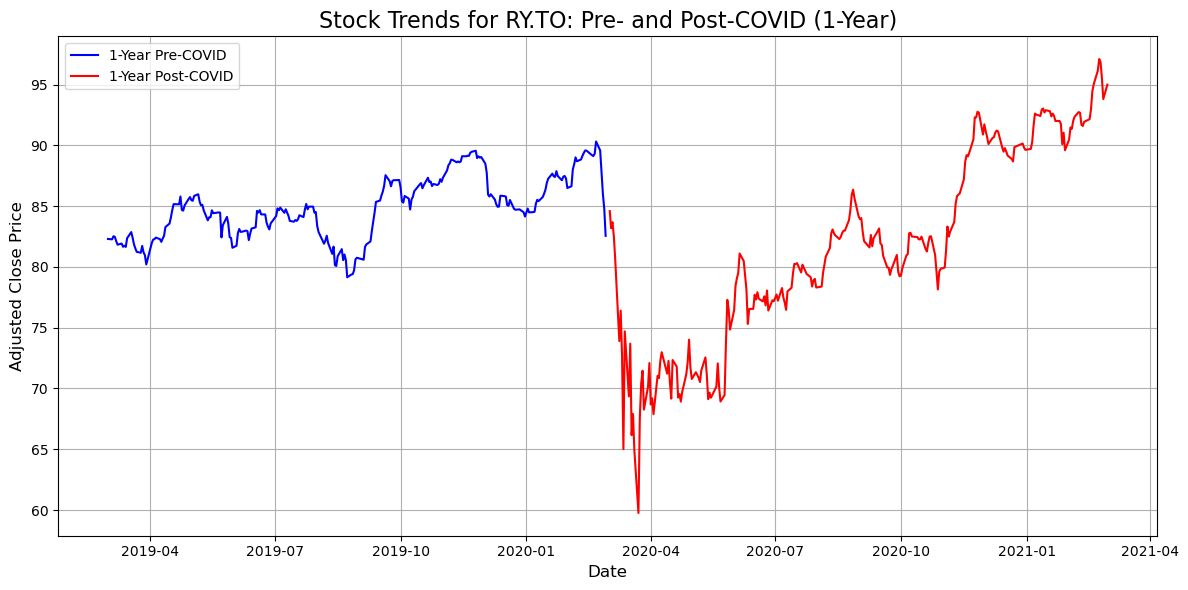 Stock Trends for RY.TO: Pre- and Post-COVID (1-Year)
1-Year Pre-COVID
1-Year Post-COVID
Adjusted Close Price
95
90
85
80
75
70
65
60
2019-04 2019-07 2019-10 2020-01 2020-04 2020-07 2020-10 2021-01 2021-04
Date